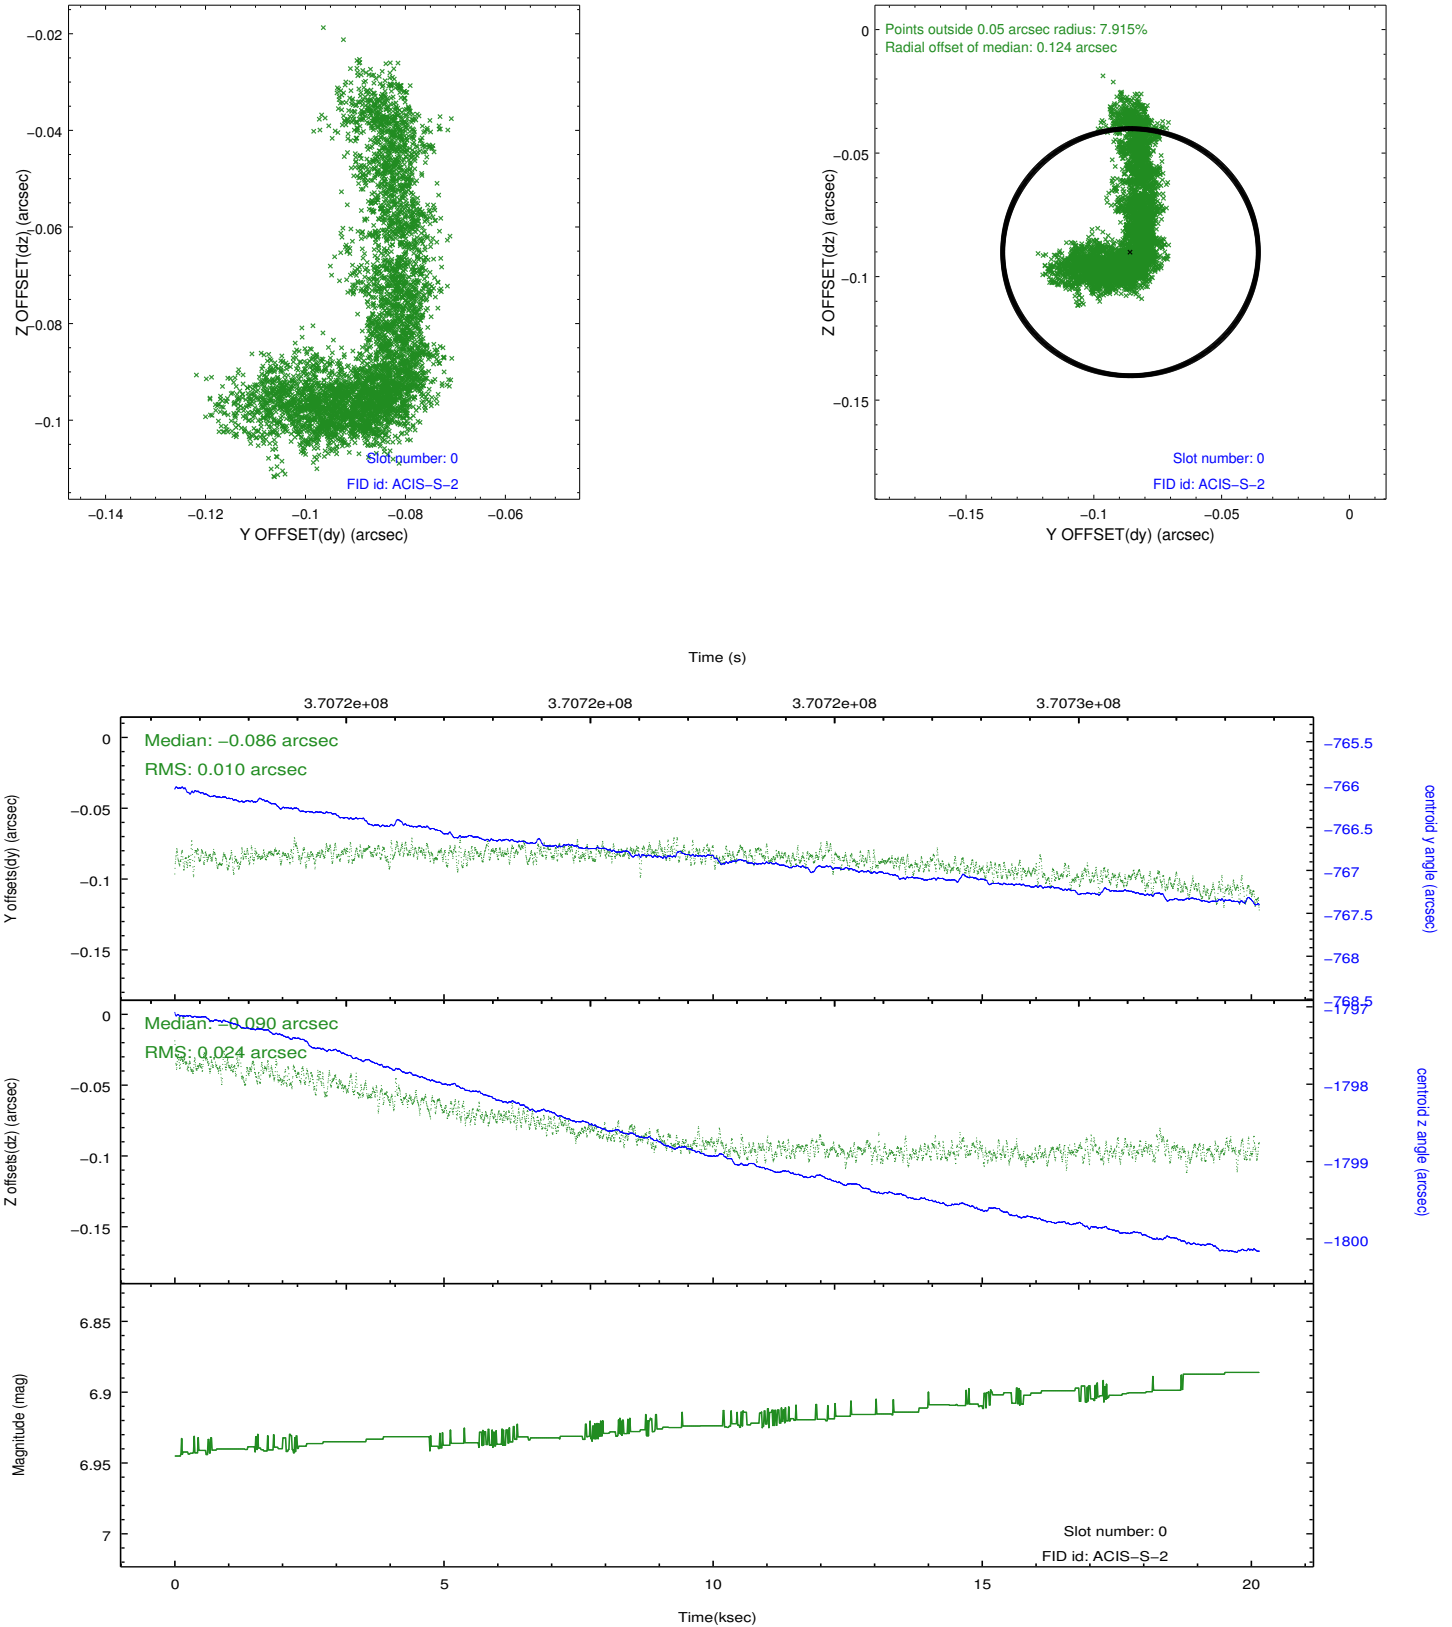 −0.02
−0.04
−0.06
−0.08
−0.1
Z OFFSET(dz) (arcsec)
Slot number: 0
FID id: ACIS−S−2
−0.14
−0.12
−0.1
−0.08
−0.06
Y OFFSET(dy) (arcsec)
Points outside 0.05 arcsec radius: 7.915%
Radial offset of median: 0.124 arcsec
0
−0.05
−0.1
−0.15
Z OFFSET(dz) (arcsec)
Slot number: 0
FID id: ACIS−S−2
−0.15
−0.1
−0.05
0
Y OFFSET(dy) (arcsec)
Time (s)
3.7072e+08
3.7072e+08
3.7072e+08
3.7073e+08
Median: −0.086 arcsec
RMS: 0.010 arcsec
0
−0.05
−0.1
−0.15
Y offsets(dy) (arcsec)
−765.5
−766
−766.5
−767
−767.5
−768
−768.5
centroid y angle (arcsec)
Median: −0.090 arcsec
RMS: 0.024 arcsec
0
−0.05
−0.1
−0.15
Z offsets(dz) (arcsec)
−1797
−1798
−1799
−1800
centroid z angle (arcsec)
6.85
6.9
6.95
7
Magnitude (mag)
Slot number: 0
FID id: ACIS−S−2
0
5
10
15
20
Time(ksec)